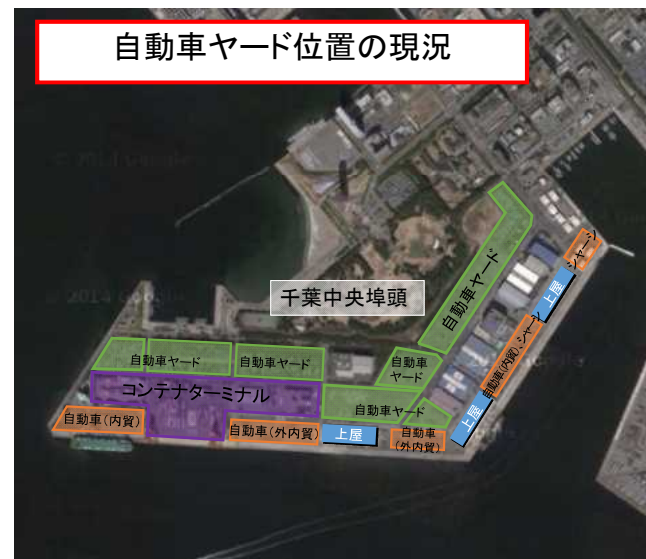 自動車ヤード位置の現況
© 2014 Google
シャーシ
自動車ヤード
上屋
千葉中央埠頭
© 2014 Google
自動車(内貿)、シャーシ
自動車ヤード
自動車ヤード
自動車
ヤード
コンテナターミナル
自動車ヤード
自動車(内貿)
自動車(外内貿)
上屋
自動車
(外内貿)
上屋